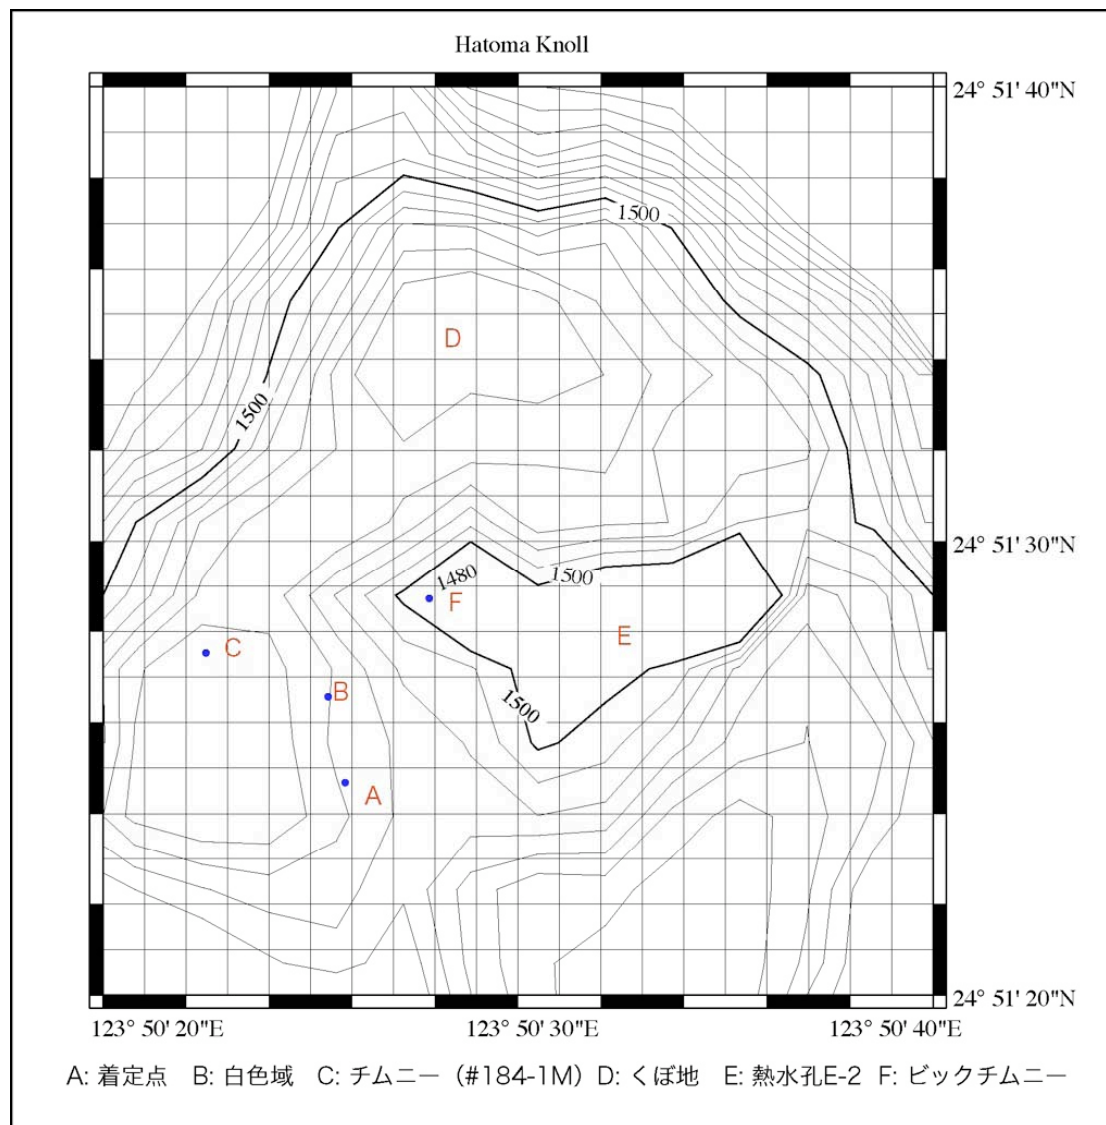 Hatoma Knoll
24° 51' 40"N
1500
1500
D
24° 51' 30"N
1480
1500
F
E
C
B
1500
A
24° 51' 20"N
123° 50' 20"E 123° 50' 30"E 123° 50' 40"E
A: 着定点 B: 白色域 C: チムニー（#184-1M）D: くぼ地 E: 熱水孔E-2 F: ビックチムニー